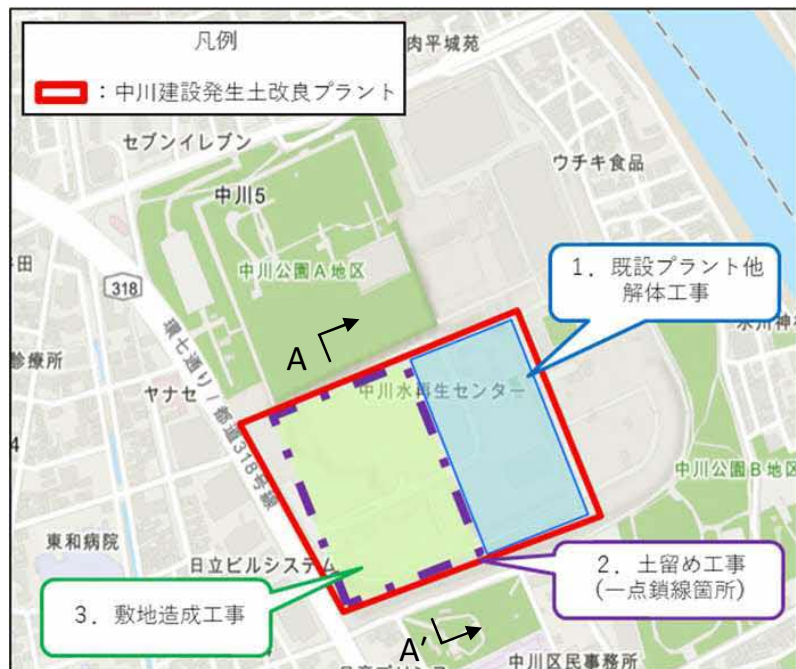 凡例
：中川建設発生土改良プラント
肉平城苑
セブンイレブン
ウチキ食品
中川5
中川公園A地区
318
1．既設プラント他
解体工事
環七通り / 都道318号線
診療所
ヤナセ
A
中川水再生センター
中川公園B地区
東和病院
日立ビルシステム
2．土留め工事
(一点鎖線箇所)
3．敷地造成工事
A′
中川区民事務所